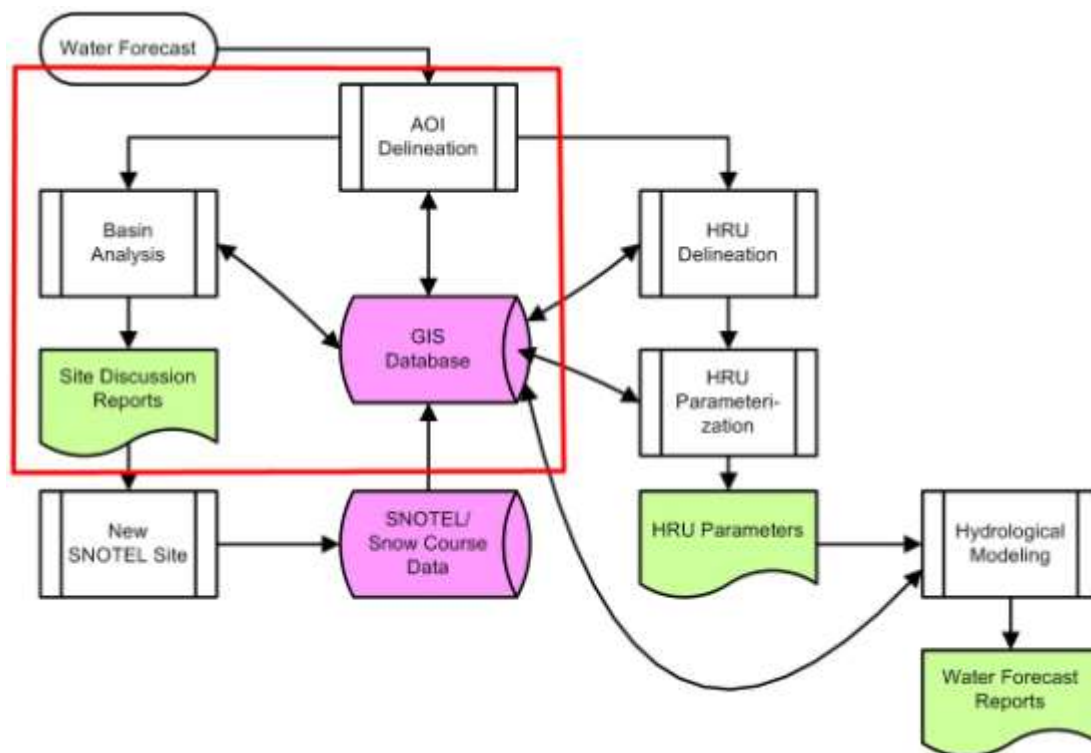 Water Forecast
AOI
Delineation
Basin
Analysis
HRU
Delineation
GIS
Database
Site Discussion
Reports
HRU
Parameteri-
zation
New
SNOTEL Site
SNOTEL/
Snow Course
Data
HRU Parameters
Hydrological
Modeling
Water Forecast
Reports